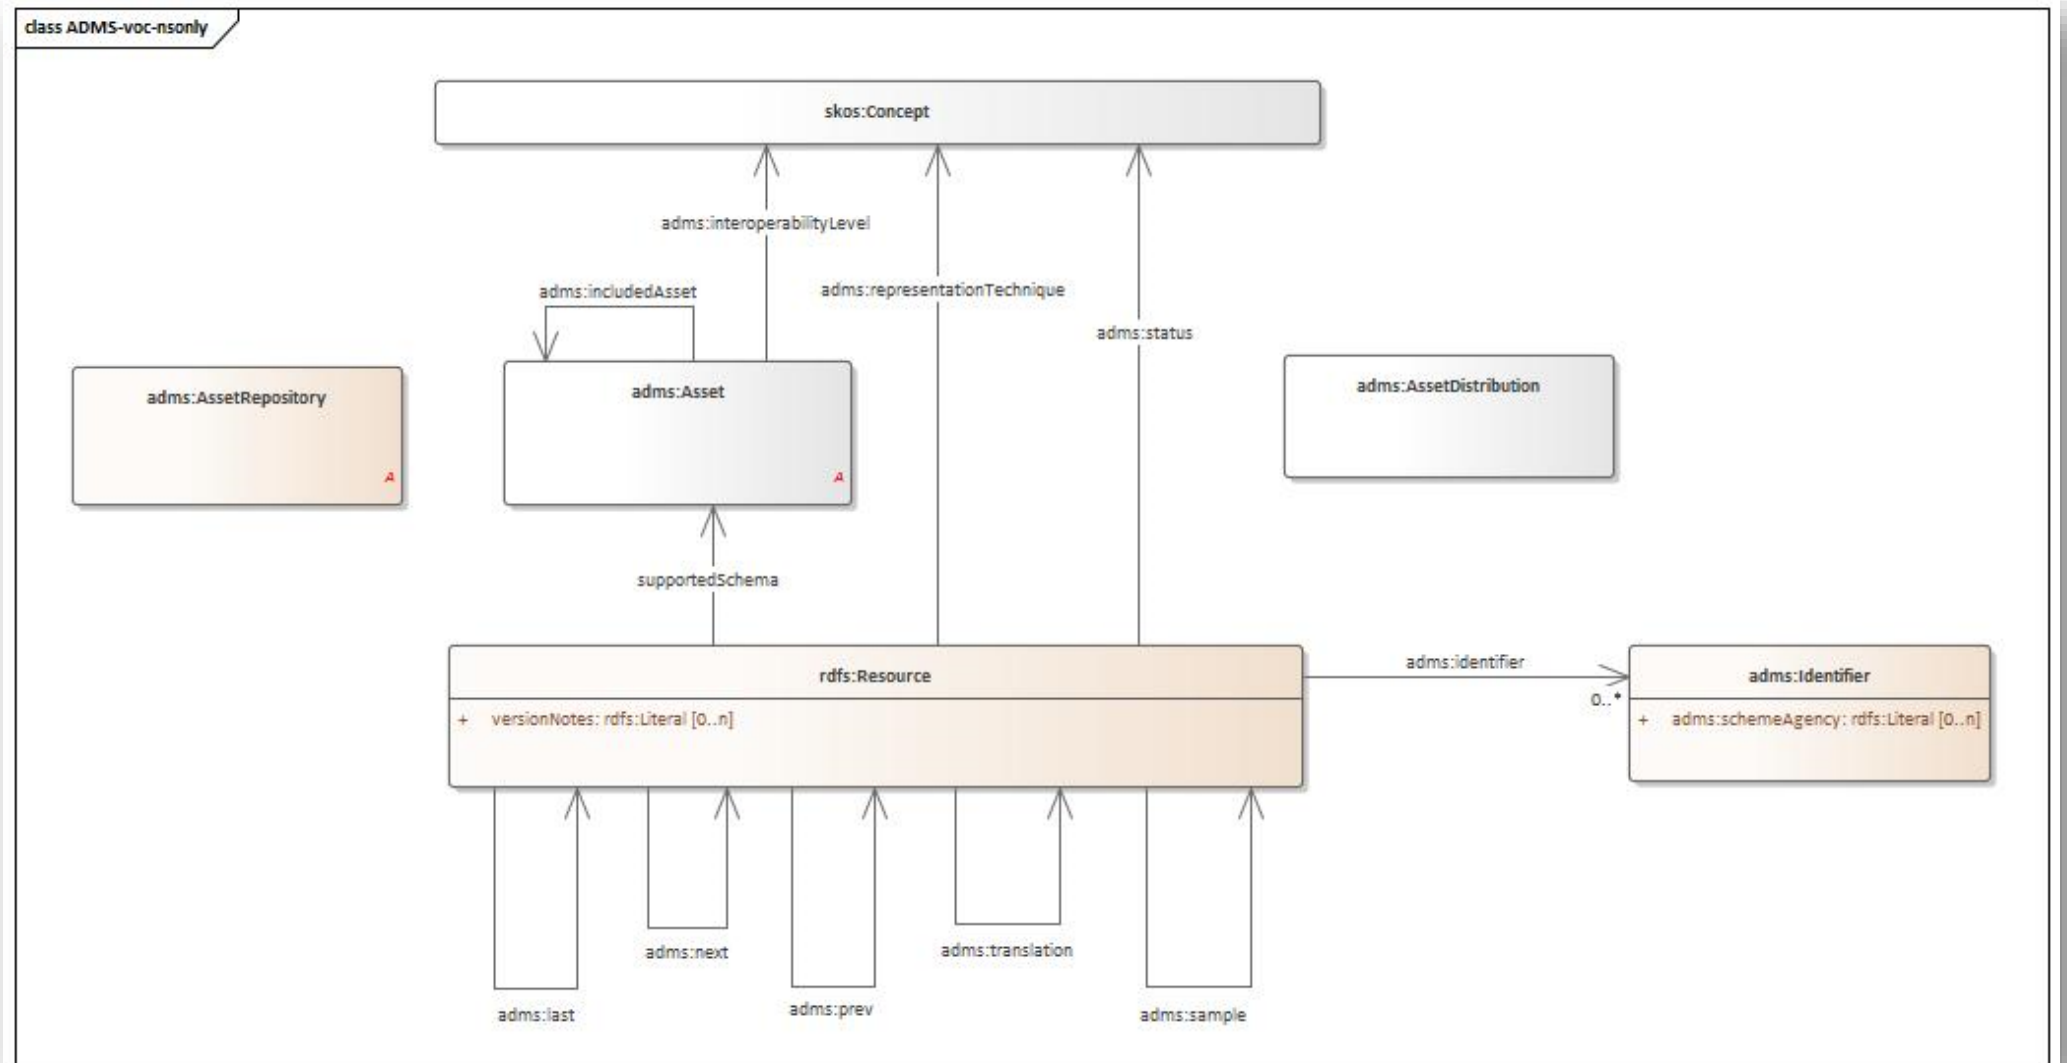 class ADMS-voc-nsonly
skos:Concept
adms:interoperabilityLevel
adms:includedAsset
adms:representationTechnique
adms:status
adms:AssetRepository
A
adms:Asset
A
adms:AssetDistribution
supportedSchema
rdfs:Resource
+ versionNotes: rdfs:Literal [0..n]
adms:identifier
0..*
adms:Identifier
+ adms:schemeAgency: rdfs:Literal [0..n]
adms:last
adms:next
adms:prev
adms:translation
adms:sample